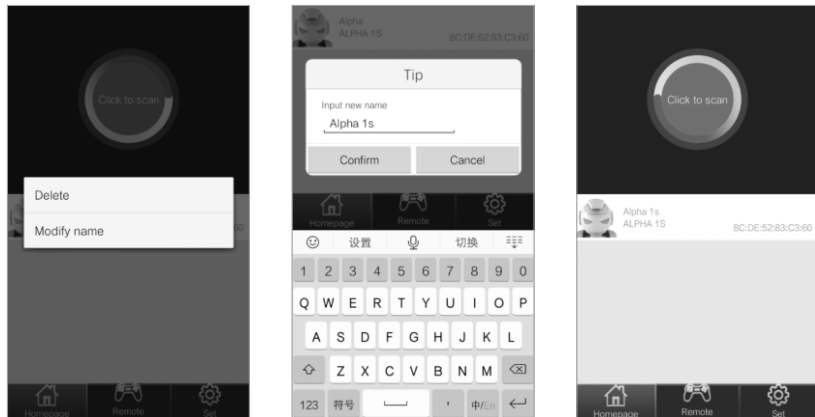 Click to scan
Delete
Modify name
60
Homepage
Remote
Set
Alpha
ALPHA 1S
8C:DE:52:83:C3:60
Tip
Input new name
Alpha 1s
Confirm
Cancel
Homepage
Remote
Set
设置
切换
1 2 3 4 5 6 7 8 9 0
Q W E R T Y U I O P
A S D F G H J K L
Z X C V B N M
123 符号 , 中/En
Click to scan
Alpha 1s
ALPHA 1S
8C:DE:52:83:C3:60
Homepage
Remote
Set